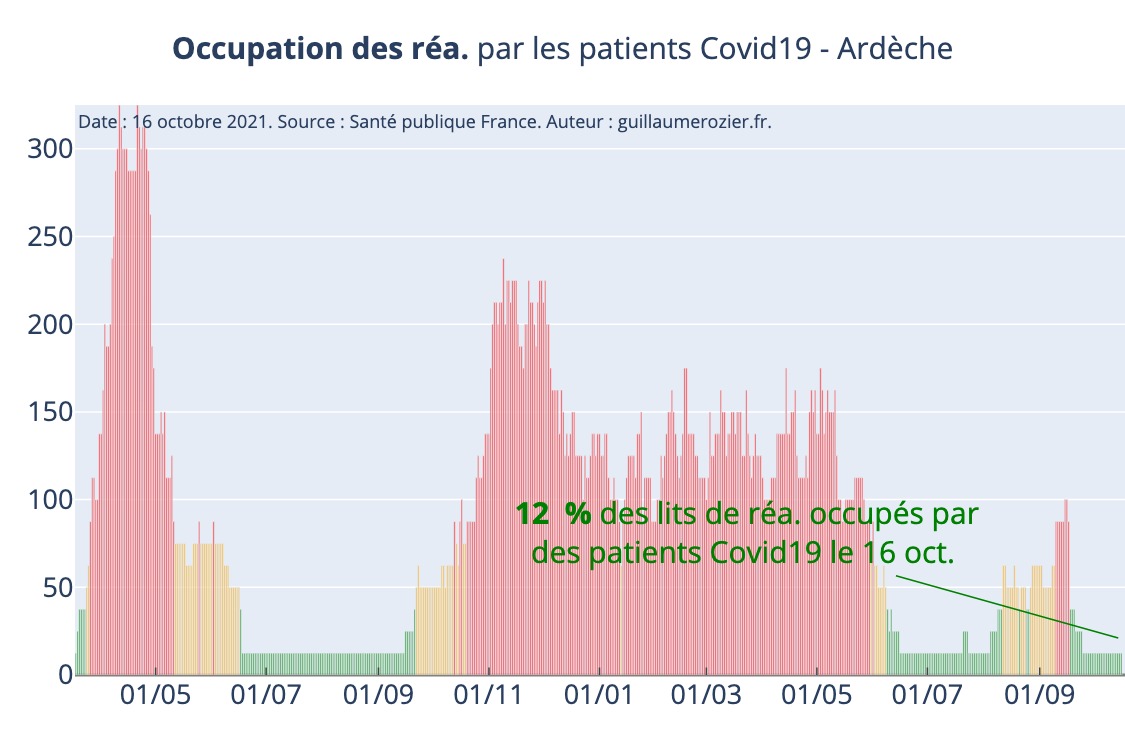 Occupation des réa. par les patients Covid19 - Ardèche
Date : 16 octobre 2021. Source : Santé publique France. Auteur : guillaumerozier.fr.
300
250
200
150
100
50
0
12 % des lits de réa. occupés par
des patients Covid19 le 16 oct.
01/05 01/07 01/09 01/11 01/01 01/03 01/05 01/07 01/09